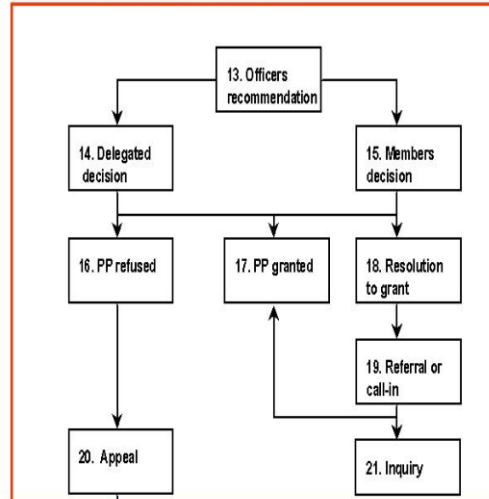 13. Officers
recommendation
14. Delegated
decision
15. Members
decision
16. PP refused
17. PP granted
18. Resolution
to grant
19. Referral or
call-in
20. Appeal
21. Inquiry